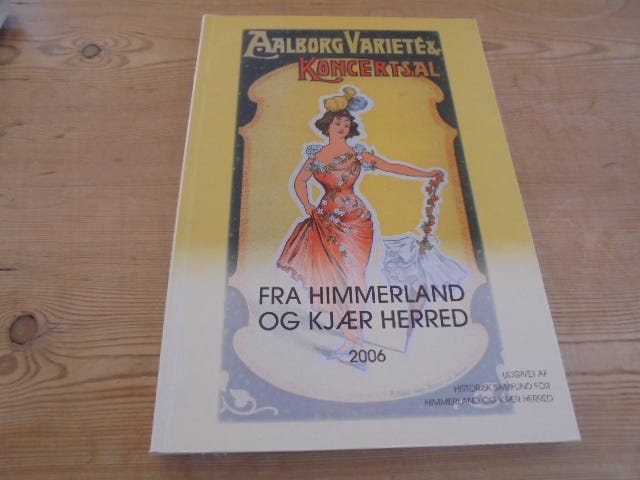 AALBORG VARIETÉ &
KONCERTSAL
FRA HIMMERLAND
OG KJÆR HERRED
2006
UDGIVET AF
HISTORISK SAMFUND FOR
HIMMERLAND OG KJÆR HERRED